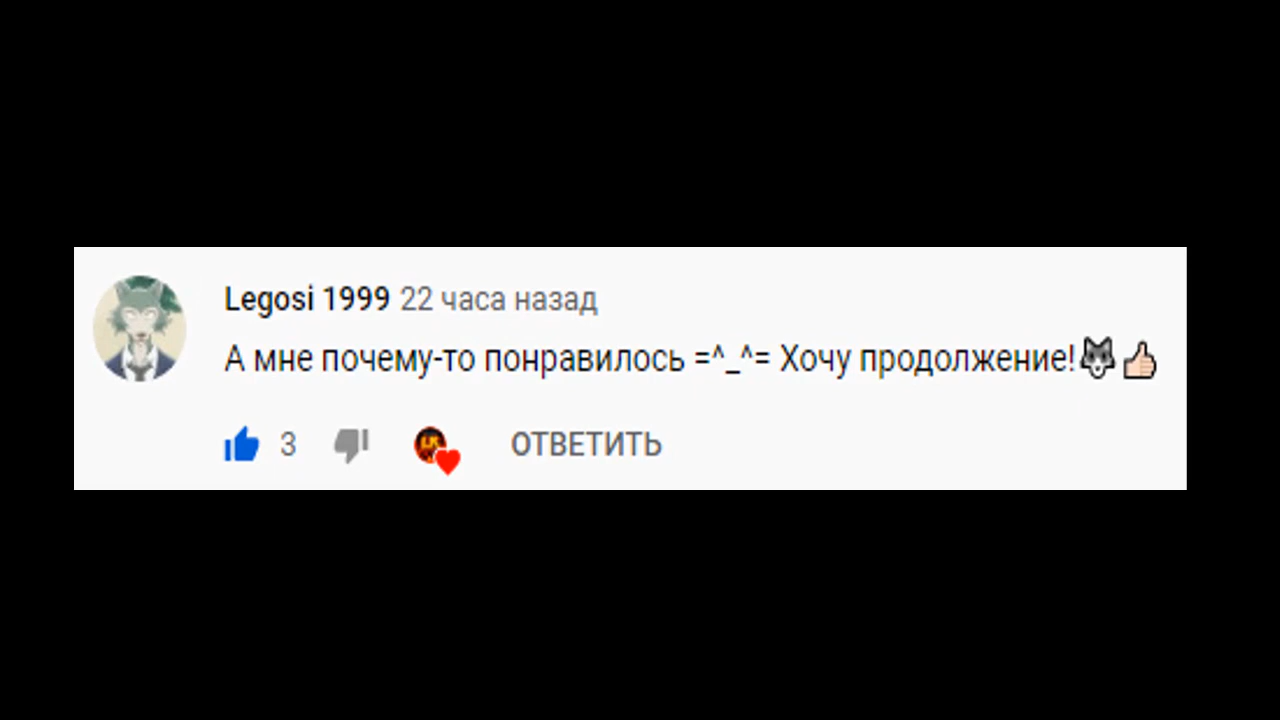 Legosi 1999 22 часа назад
А мне почему-то понравилось =^_^= Хочу продолжение!🐺👍🏻
3 ОТВЕТИТЬ